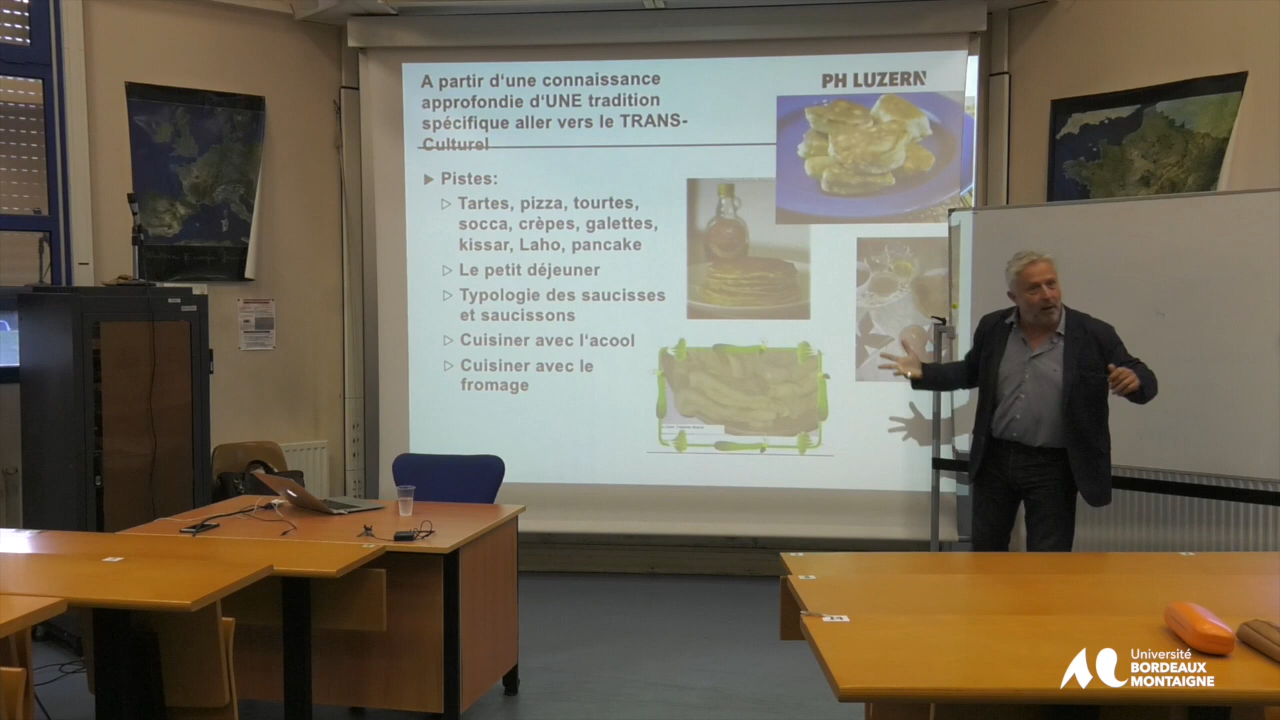 A partir d'une connaissance
approfondie d'UNE tradition
spécifique aller vers le TRANS-
Culturel
PH LUZERN
Pistes:
Tartes, pizza, tourtes,
socca, crèpes, galettes,
kissar, Laho, pancake
Le petit déjeuner
Typologie des saucisses
et saucissons
Cuisiner avec l'acool
Cuisiner avec le
fromage
Université
BORDEAUX
MONTAIGNE